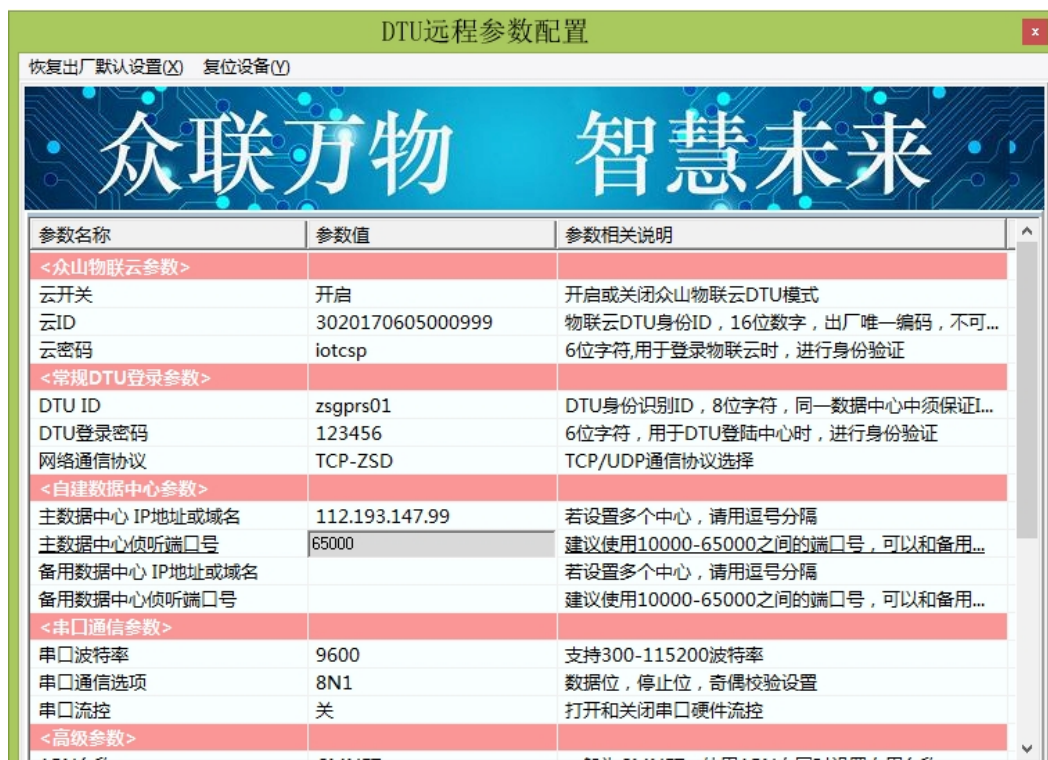 DTU远程参数配置
x
恢复出厂默认设置(X) 复位设备(Y)
众联万物 智慧未来
参数名称 参数值 参数相关说明
<众山物联云参数>
云开关 开启 开启或关闭众山物联云DTU模式
云ID 3020170605000999 物联云DTU身份ID，16位数字，出厂唯一编码，不可...
云密码 iotcsp 6位字符,用于登录物联云时，进行身份验证
<常规DTU登录参数>
DTU ID zsgprs01 DTU身份识别ID，8位字符，同一数据中心中须保证I...
DTU登录密码 123456 6位字符，用于DTU登陆中心时，进行身份验证
网络通信协议 TCP-ZSD TCP/UDP通信协议选择
<自建数据中心参数>
主数据中心 IP地址或域名 112.193.147.99 若设置多个中心，请用逗号分隔
主数据中心侦听端口号 65000 建议使用10000-65000之间的端口号，可以和备用...
备用数据中心 IP地址或域名 若设置多个中心，请用逗号分隔
备用数据中心侦听端口号 建议使用10000-65000之间的端口号，可以和备用...
<串口通信参数>
串口波特率 9600 支持300-115200波特率
串口通信选项 8N1 数据位，停止位，奇偶校验设置
串口流控 关 打开和关闭串口硬件流控
<高级参数>